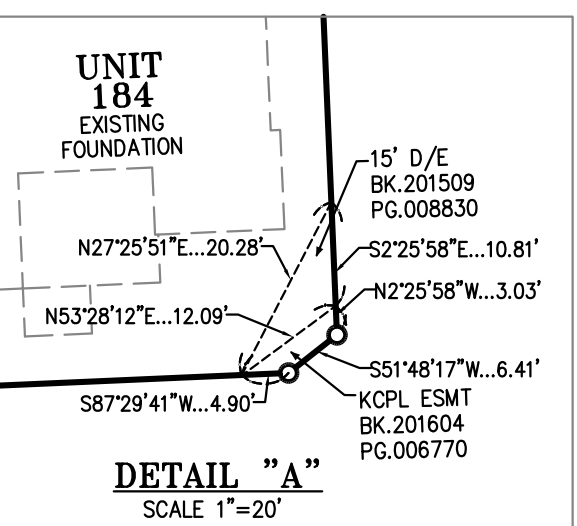 UNIT
184
EXISTING
FOUNDATION
15' D/E
BK.201509
PG.008830
N27°25'51"E...20.28'
S2°25'58"E...10.81'
N2°25'58"W...3.03'
N53°28'12"E...12.09'
S51°48'17"W...6.41'
S87°29'41"W...4.90'
KCPL ESMT
BK.201604
PG.006770
DETAIL "A"
SCALE 1"=20'